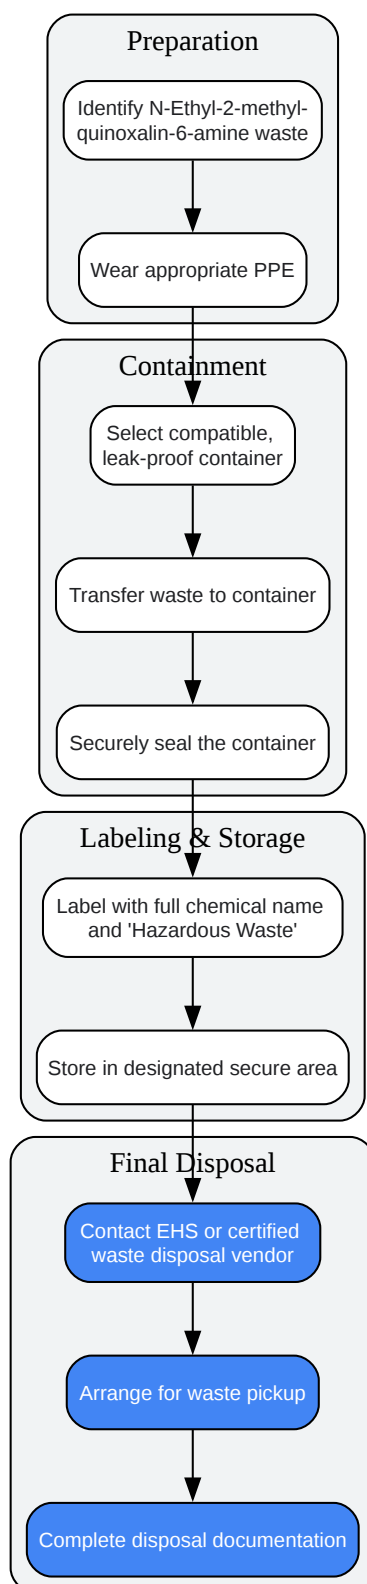 Preparation
Identify N-Ethyl-2-methyl-
quinoxalin-6-amine waste
Wear appropriate PPE
Containment
Select compatible,
leak-proof container
Transfer waste to container
Securely seal the container
Labeling & Storage
Label with full chemical name
and 'Hazardous Waste'
Store in designated secure area
Final Disposal
Contact EHS or certified
waste disposal vendor
Arrange for waste pickup
Complete disposal documentation